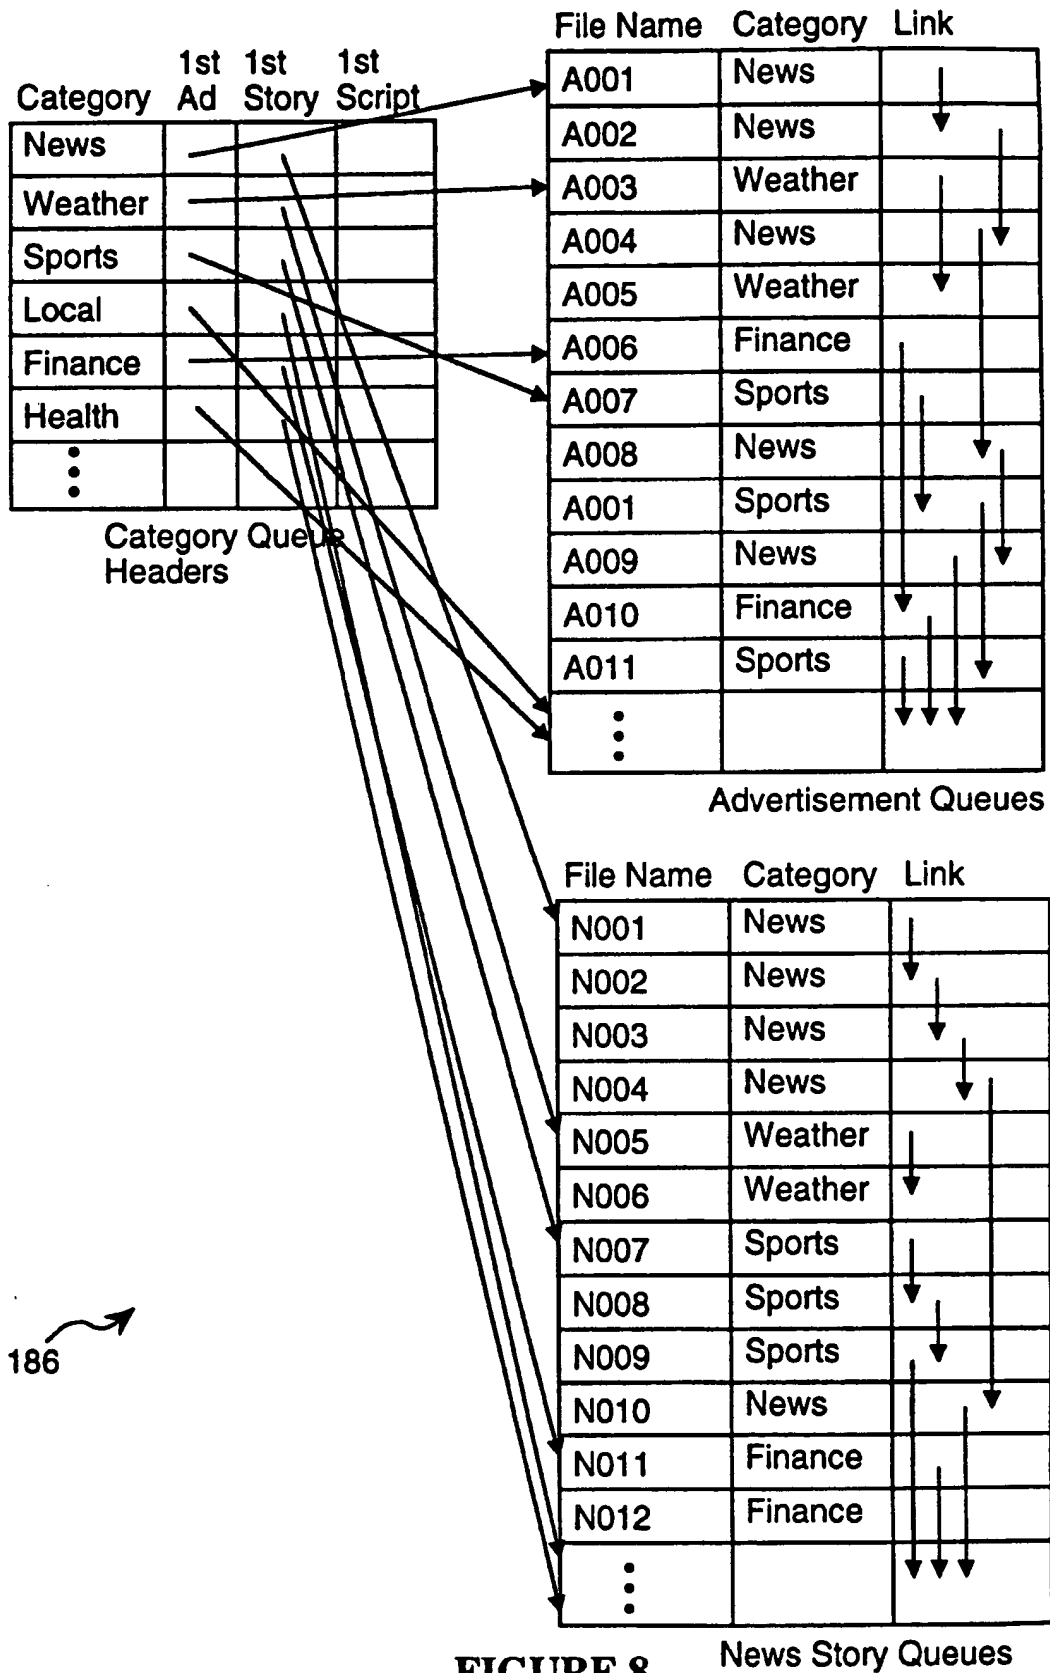 1st 1st 1st
Category Ad Story Script
News
Weather
Sports
Local
Finance
Health
Category Queue
Headers
File Name Category Link
A001 News
A002 News
A003 Weather
A004 News
A005 Weather
A006 Finance
A007 Sports
A008 News
A001 Sports
A009 News
A010 Finance
A011 Sports
Advertisement Queues
File Name Category Link
N001 News
N002 News
N003 News
N004 News
N005 Weather
N006 Weather
N007 Sports
N008 Sports
N009 Sports
N010 News
N011 Finance
N012 Finance
News Story Queues
186
FIGURE 8